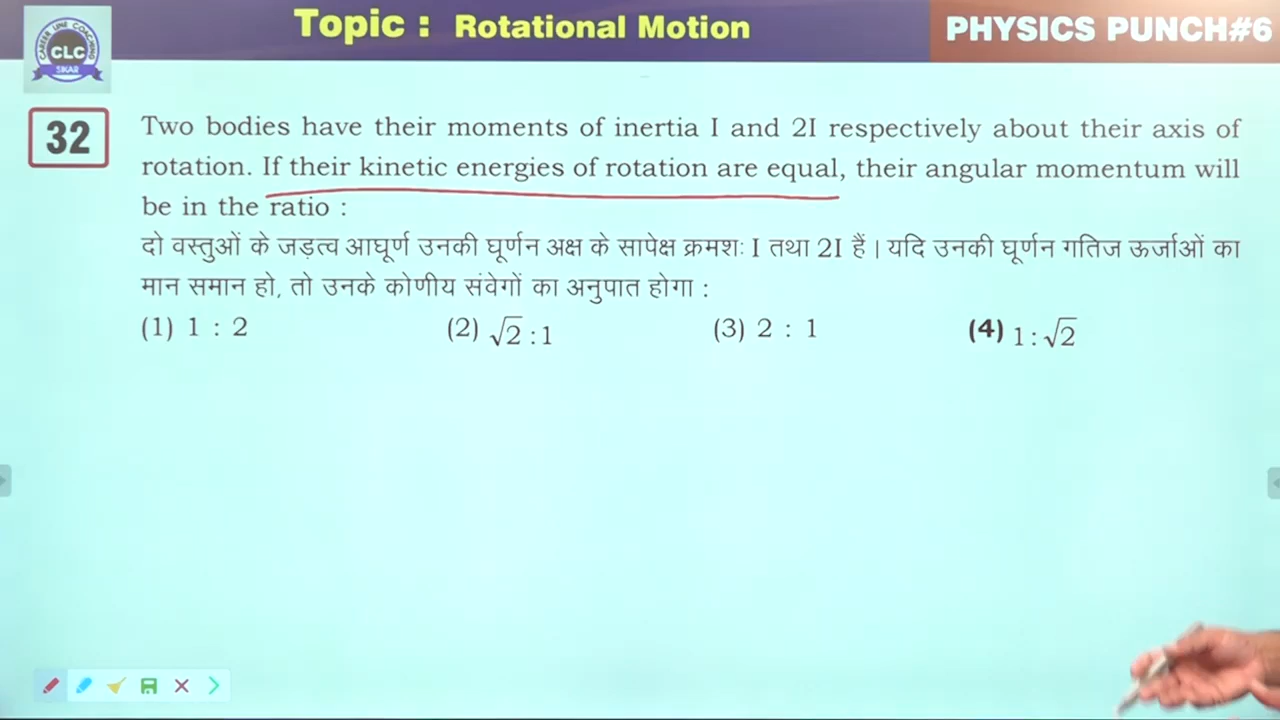 Topic : Rotational Motion
PHYSICS PUNCH#6
CAREER LINE COACHING
CLC
SIKAR
32
Two bodies have their moments of inertia I and 2I respectively about their axis of
rotation. If their kinetic energies of rotation are equal, their angular momentum will
be in the ratio :
दो वस्तुओं के जड़त्व आघूर्ण उनकी घूर्णन अक्ष के सापेक्ष क्रमशः I तथा 2I हैं। यदि उनकी घूर्णन गतिज ऊर्जाओं का
मान समान हो, तो उनके कोणीय संवेगों का अनुपात होगा :
(1) 1 : 2 (2) √2 : 1 (3) 2 : 1 (4) 1 : √2